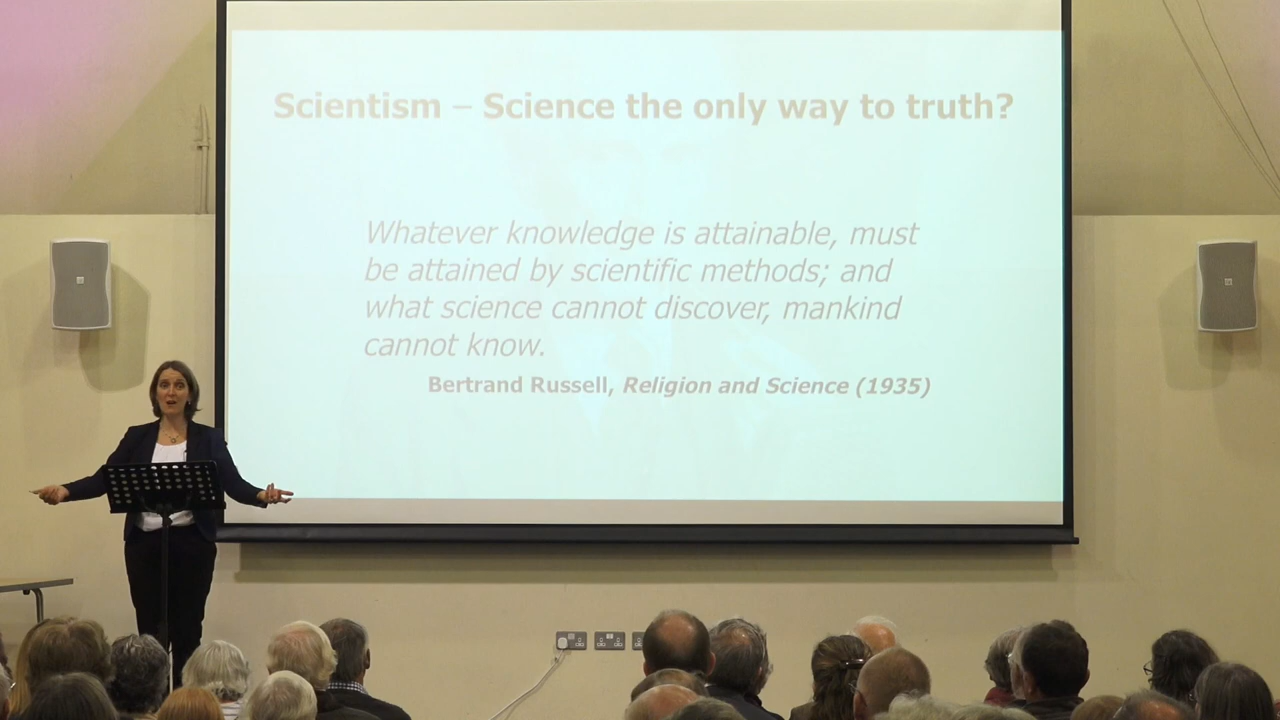 Scientism – Science the only way to truth?
Whatever knowledge is attainable, must
be attained by scientific methods; and
what science cannot discover, mankind
cannot know.
Bertrand Russell, Religion and Science (1935)